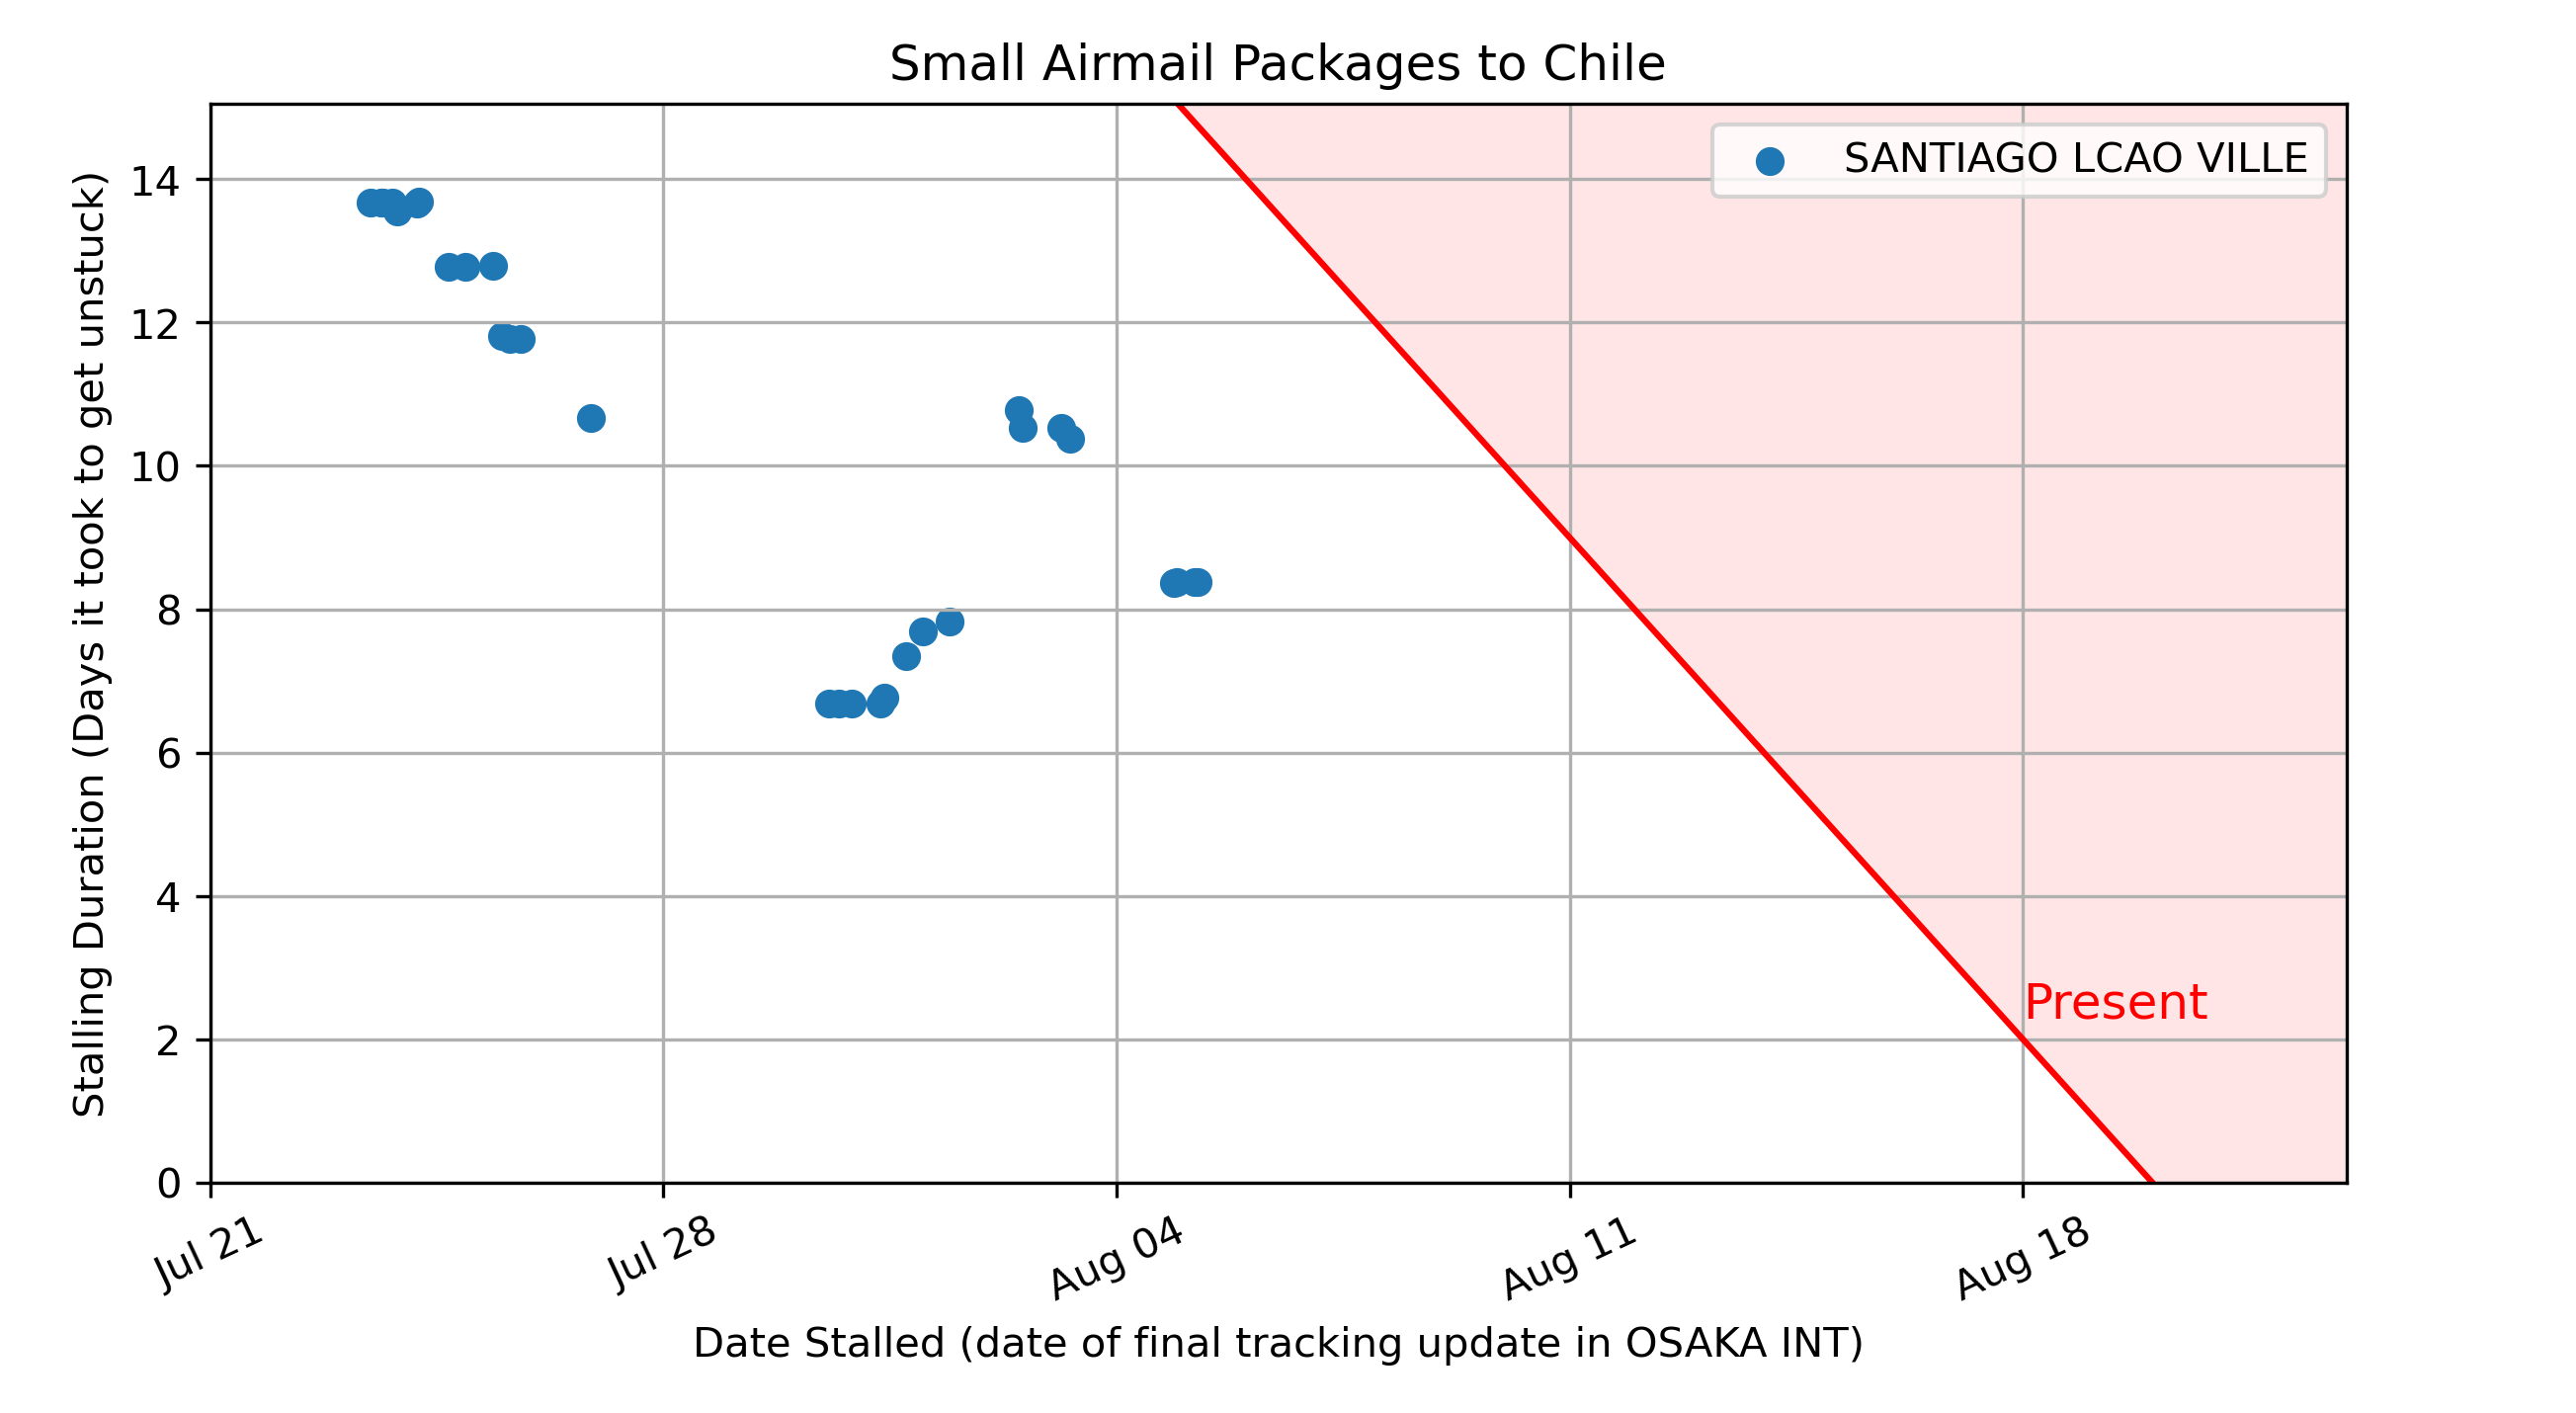 Small Airmail Packages to Chile
SANTIAGO LCAO VILLE
Stalling Duration (Days it took to get unstuck)
14
12
10
8
6
4
2
0
Present
Jul 21
Jul 28
Aug 04
Aug 11
Aug 18
Date Stalled (date of final tracking update in OSAKA INT)